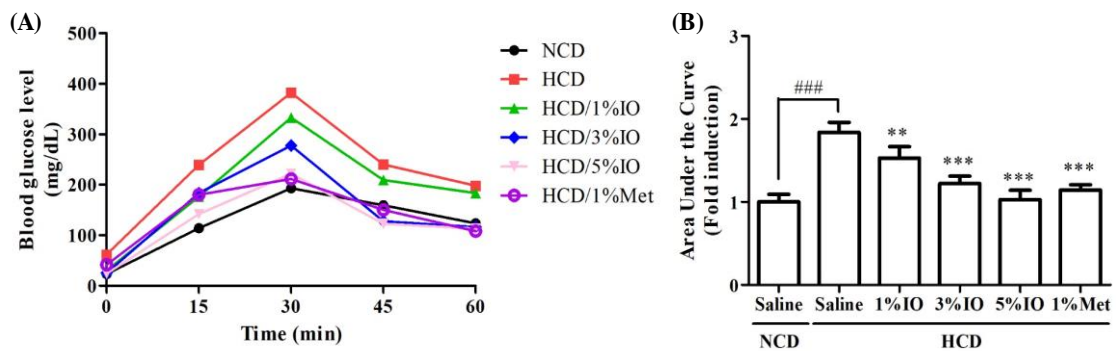 (A)
Blood glucose level
(mg/dL)
500
400
300
200
100
0
0 15 30 45 60
Time (min)
NCD
HCD
HCD/1%IO
HCD/3%IO
HCD/5%IO
HCD/1%Met
(B)
Area Under the Curve
(Fold induction)
3
2
1
0
###
**
***
***
***
Saline Saline 1%IO 3%IO 5%IO 1%Met
NCD HCD